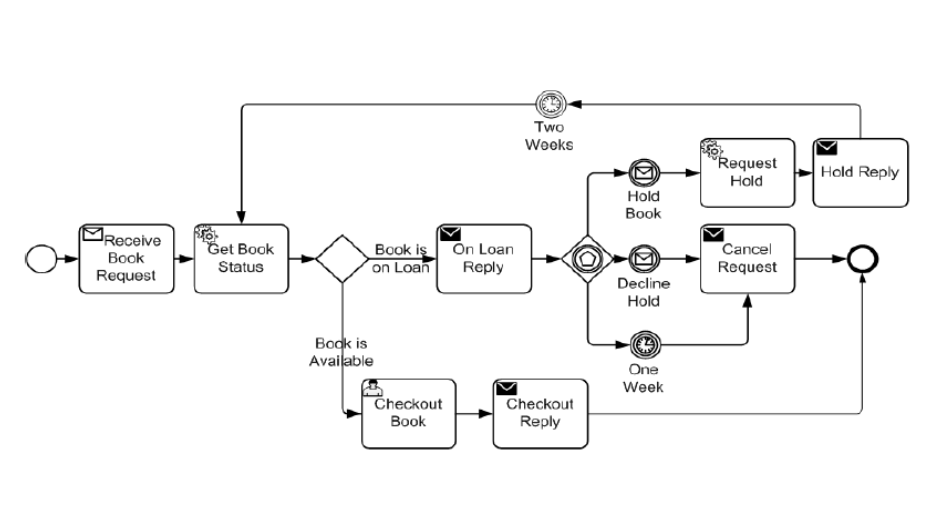 Two
Weeks
Request
Hold
Hold Reply
Hold
Book
Receive
Book
Request
Get Book
Status
Book is
on Loan
On Loan
Reply
Cancel
Request
Decline
Hold
Book is
Available
One
Week
Checkout
Book
Checkout
Reply